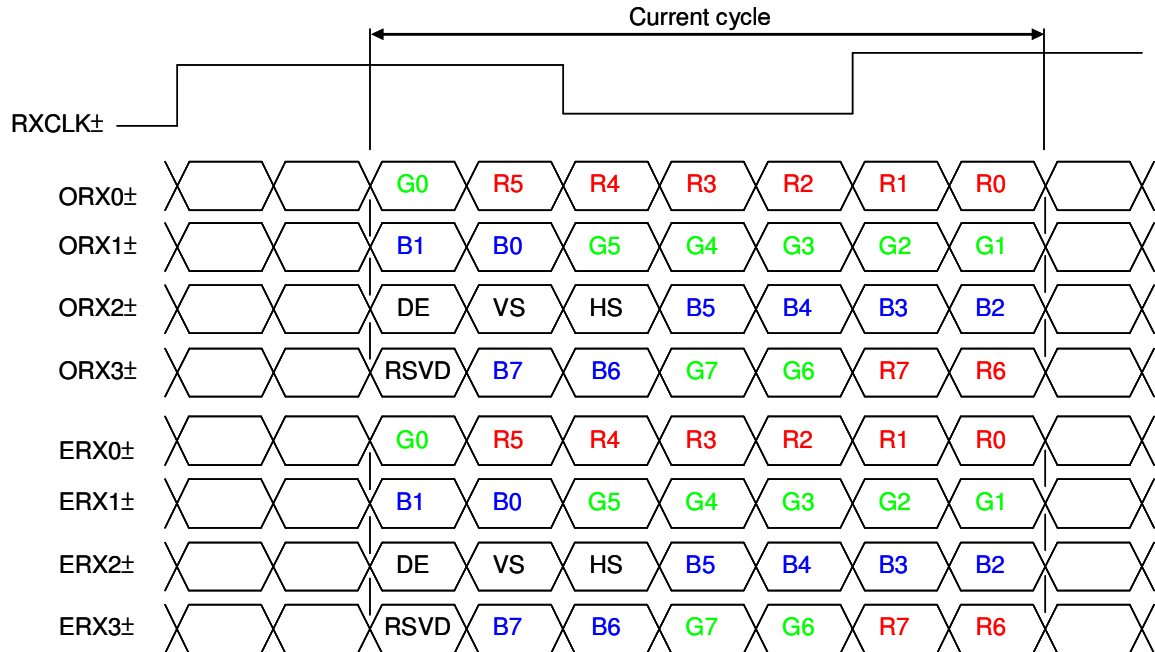 Current cycle
RXCLK±
ORX0± G0 R5 R4 R3 R2 R1 R0
ORX1± B1 B0 G5 G4 G3 G2 G1
ORX2± DE VS HS B5 B4 B3 B2
ORX3± RSVD B7 B6 G7 G6 R7 R6
ERX0± G0 R5 R4 R3 R2 R1 R0
ERX1± B1 B0 G5 G4 G3 G2 G1
ERX2± DE VS HS B5 B4 B3 B2
ERX3± RSVD B7 B6 G7 G6 R7 R6